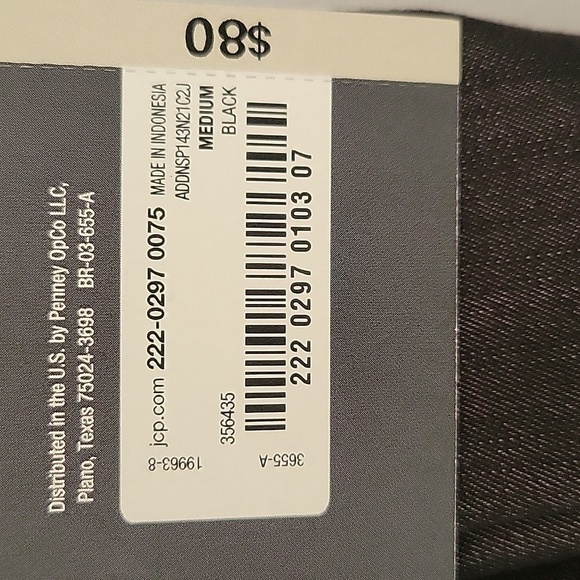 $80
Distributed in the U.S. by Penney OpCo LLC,
Plano, Texas 75024-3698 BR-03-655-A
jcp.com 222-0297 0075 MADE IN INDONESIA
ADDNSP143N21C2J
MEDIUM
356435 BLACK
222 0297 0103 07
19963-8
3655-A